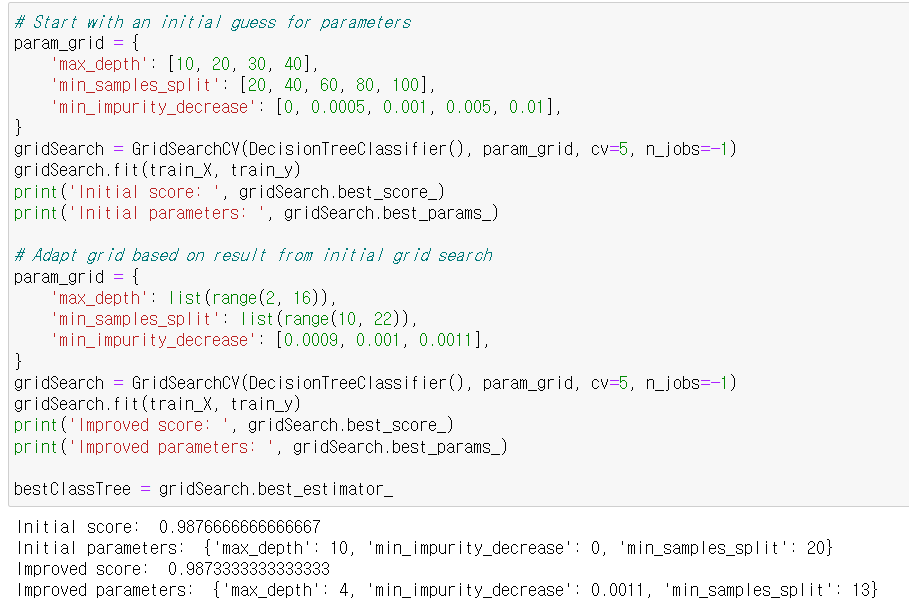 # Start with an initial guess for parameters
param_grid = {
    'max_depth': [10, 20, 30, 40],
    'min_samples_split': [20, 40, 60, 80, 100],
    'min_impurity_decrease': [0, 0.0005, 0.001, 0.005, 0.01],
}
gridSearch = GridSearchCV(DecisionTreeClassifier(), param_grid, cv=5, n_jobs=-1)
gridSearch.fit(train_X, train_y)
print('Initial score: ', gridSearch.best_score_)
print('Initial parameters: ', gridSearch.best_params_)

# Adapt grid based on result from initial grid search
param_grid = {
    'max_depth': list(range(2, 16)),
    'min_samples_split': list(range(10, 22)),
    'min_impurity_decrease': [0.0009, 0.001, 0.0011],
}
gridSearch = GridSearchCV(DecisionTreeClassifier(), param_grid, cv=5, n_jobs=-1)
gridSearch.fit(train_X, train_y)
print('Improved score: ', gridSearch.best_score_)
print('Improved parameters: ', gridSearch.best_params_)

bestClassTree = gridSearch.best_estimator_
Initial score:  0.9876666666666667
Initial parameters:  {'max_depth': 10, 'min_impurity_decrease': 0, 'min_samples_split': 20}
Improved score:  0.9873333333333333
Improved parameters:  {'max_depth': 4, 'min_impurity_decrease': 0.0011, 'min_samples_split': 13}